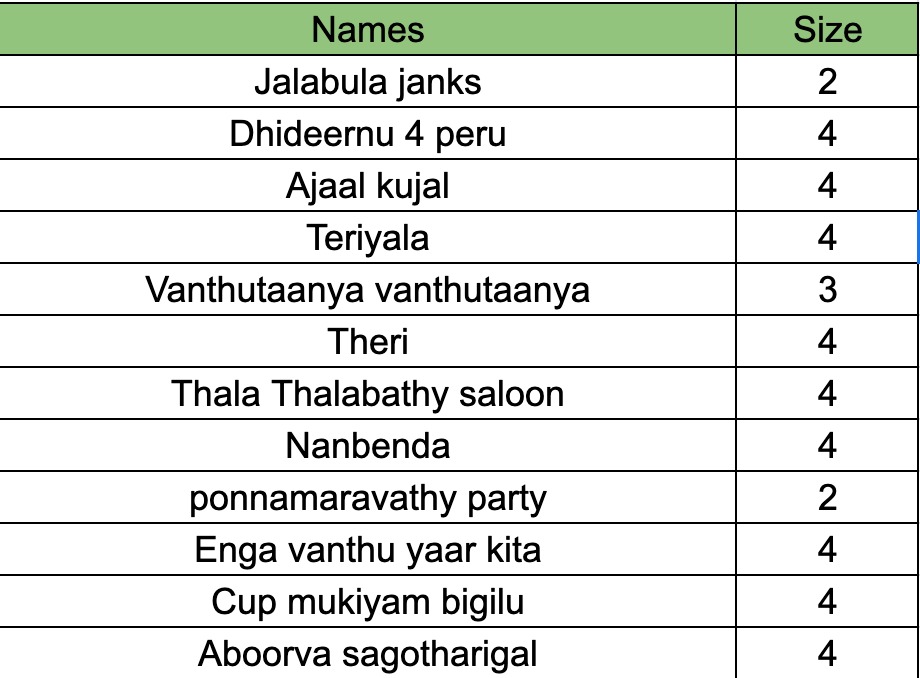 Names Size
Jalabula janks 2
Dhideernu 4 peru 4
Ajaal kujal 4
Teriyala 4
Vanthutaanya vanthutaanya 3
Theri 4
Thala Thalabathy saloon 4
Nanbenda 4
ponnamaravathy party 2
Enga vanthu yaar kita 4
Cup mukiyam bigilu 4
Aboorva sagotharigal 4